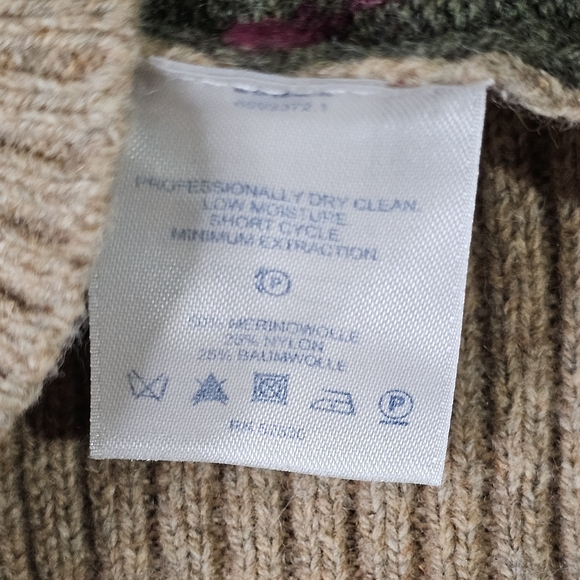 PROFESSIONALLY DRY CLEAN.
LOW MOISTURE
SHORT CYCLE
MINIMUM EXTRACTION.
P
50% MERINOWOLLE
25% NYLON
25% BAUMWOLLE
P